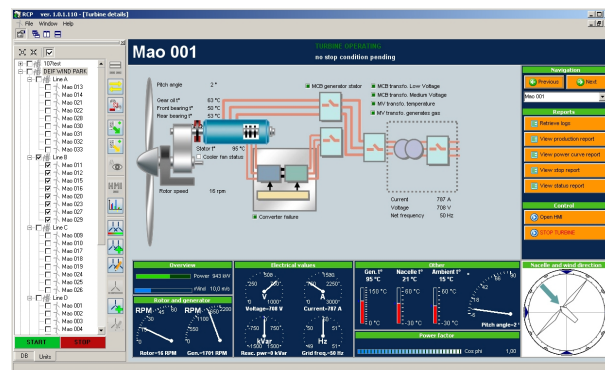 RCP ver. 1.0.1.110 - [Turbine details]
File Window Help
Mao 001
TURBINE OPERATING
no stop condition pending
107test
DEIF WIND PARK
Line A
Mao 013
Mao 014
Mao 021
Mao 022
Mao 028
Mao 030
Mao 031
Mao 032
Mao 033
Line B
Mao 011
Mao 012
Mao 015
Mao 016
Mao 020
Mao 023
Mao 027
Mao 029
Line C
Mao 009
Mao 010
Mao 017
Mao 018
Mao 019
Mao 024
Mao 025
Mao 026
Line D
Mao 001
Mao 003
Mao 004
START STOP
DB Units
HMI
Pitch angle 2 °
Gear oil t° 63 °C
Front bearing t° 50 °C
Rear bearing t° 53 °C
Stator t° 95 °C
Cooler fan status
Rotor speed 16 rpm
MCB generator stator
MCB transfo. Low Voltage
MCB transfo. Medium Voltage
MV transfo. temperature
MV transfo. generates gas
Converter failure
Current 797 A
Voltage 708 V
Net frequency 50 Hz
Navigation
Previous Next
Mao 001
Reports
Retrieve logs
View production report
View power curve report
View stop report
View status report
Control
Open HMI
STOP TURBINE
Overview
Power 943 kW
Wind 10,0 m/s
Rotor and generator
RPM RPM
Rotor=16 RPM Gen.=1701 RPM
Electrical values
V A
Voltage=708 V Current=797 A
kVar Hz
Reac. pwr=0 kVar Grid freq.=50 Hz
Other
Gen. t° Nacelle t° Ambient t°
95 °C 21 °C 15 °C
150 °C 60 °C 60 °C
0 °C -30 °C -30 °C
Pitch angle=2°
Power factor
Cos phi 1,00
Nacelle and wind direction